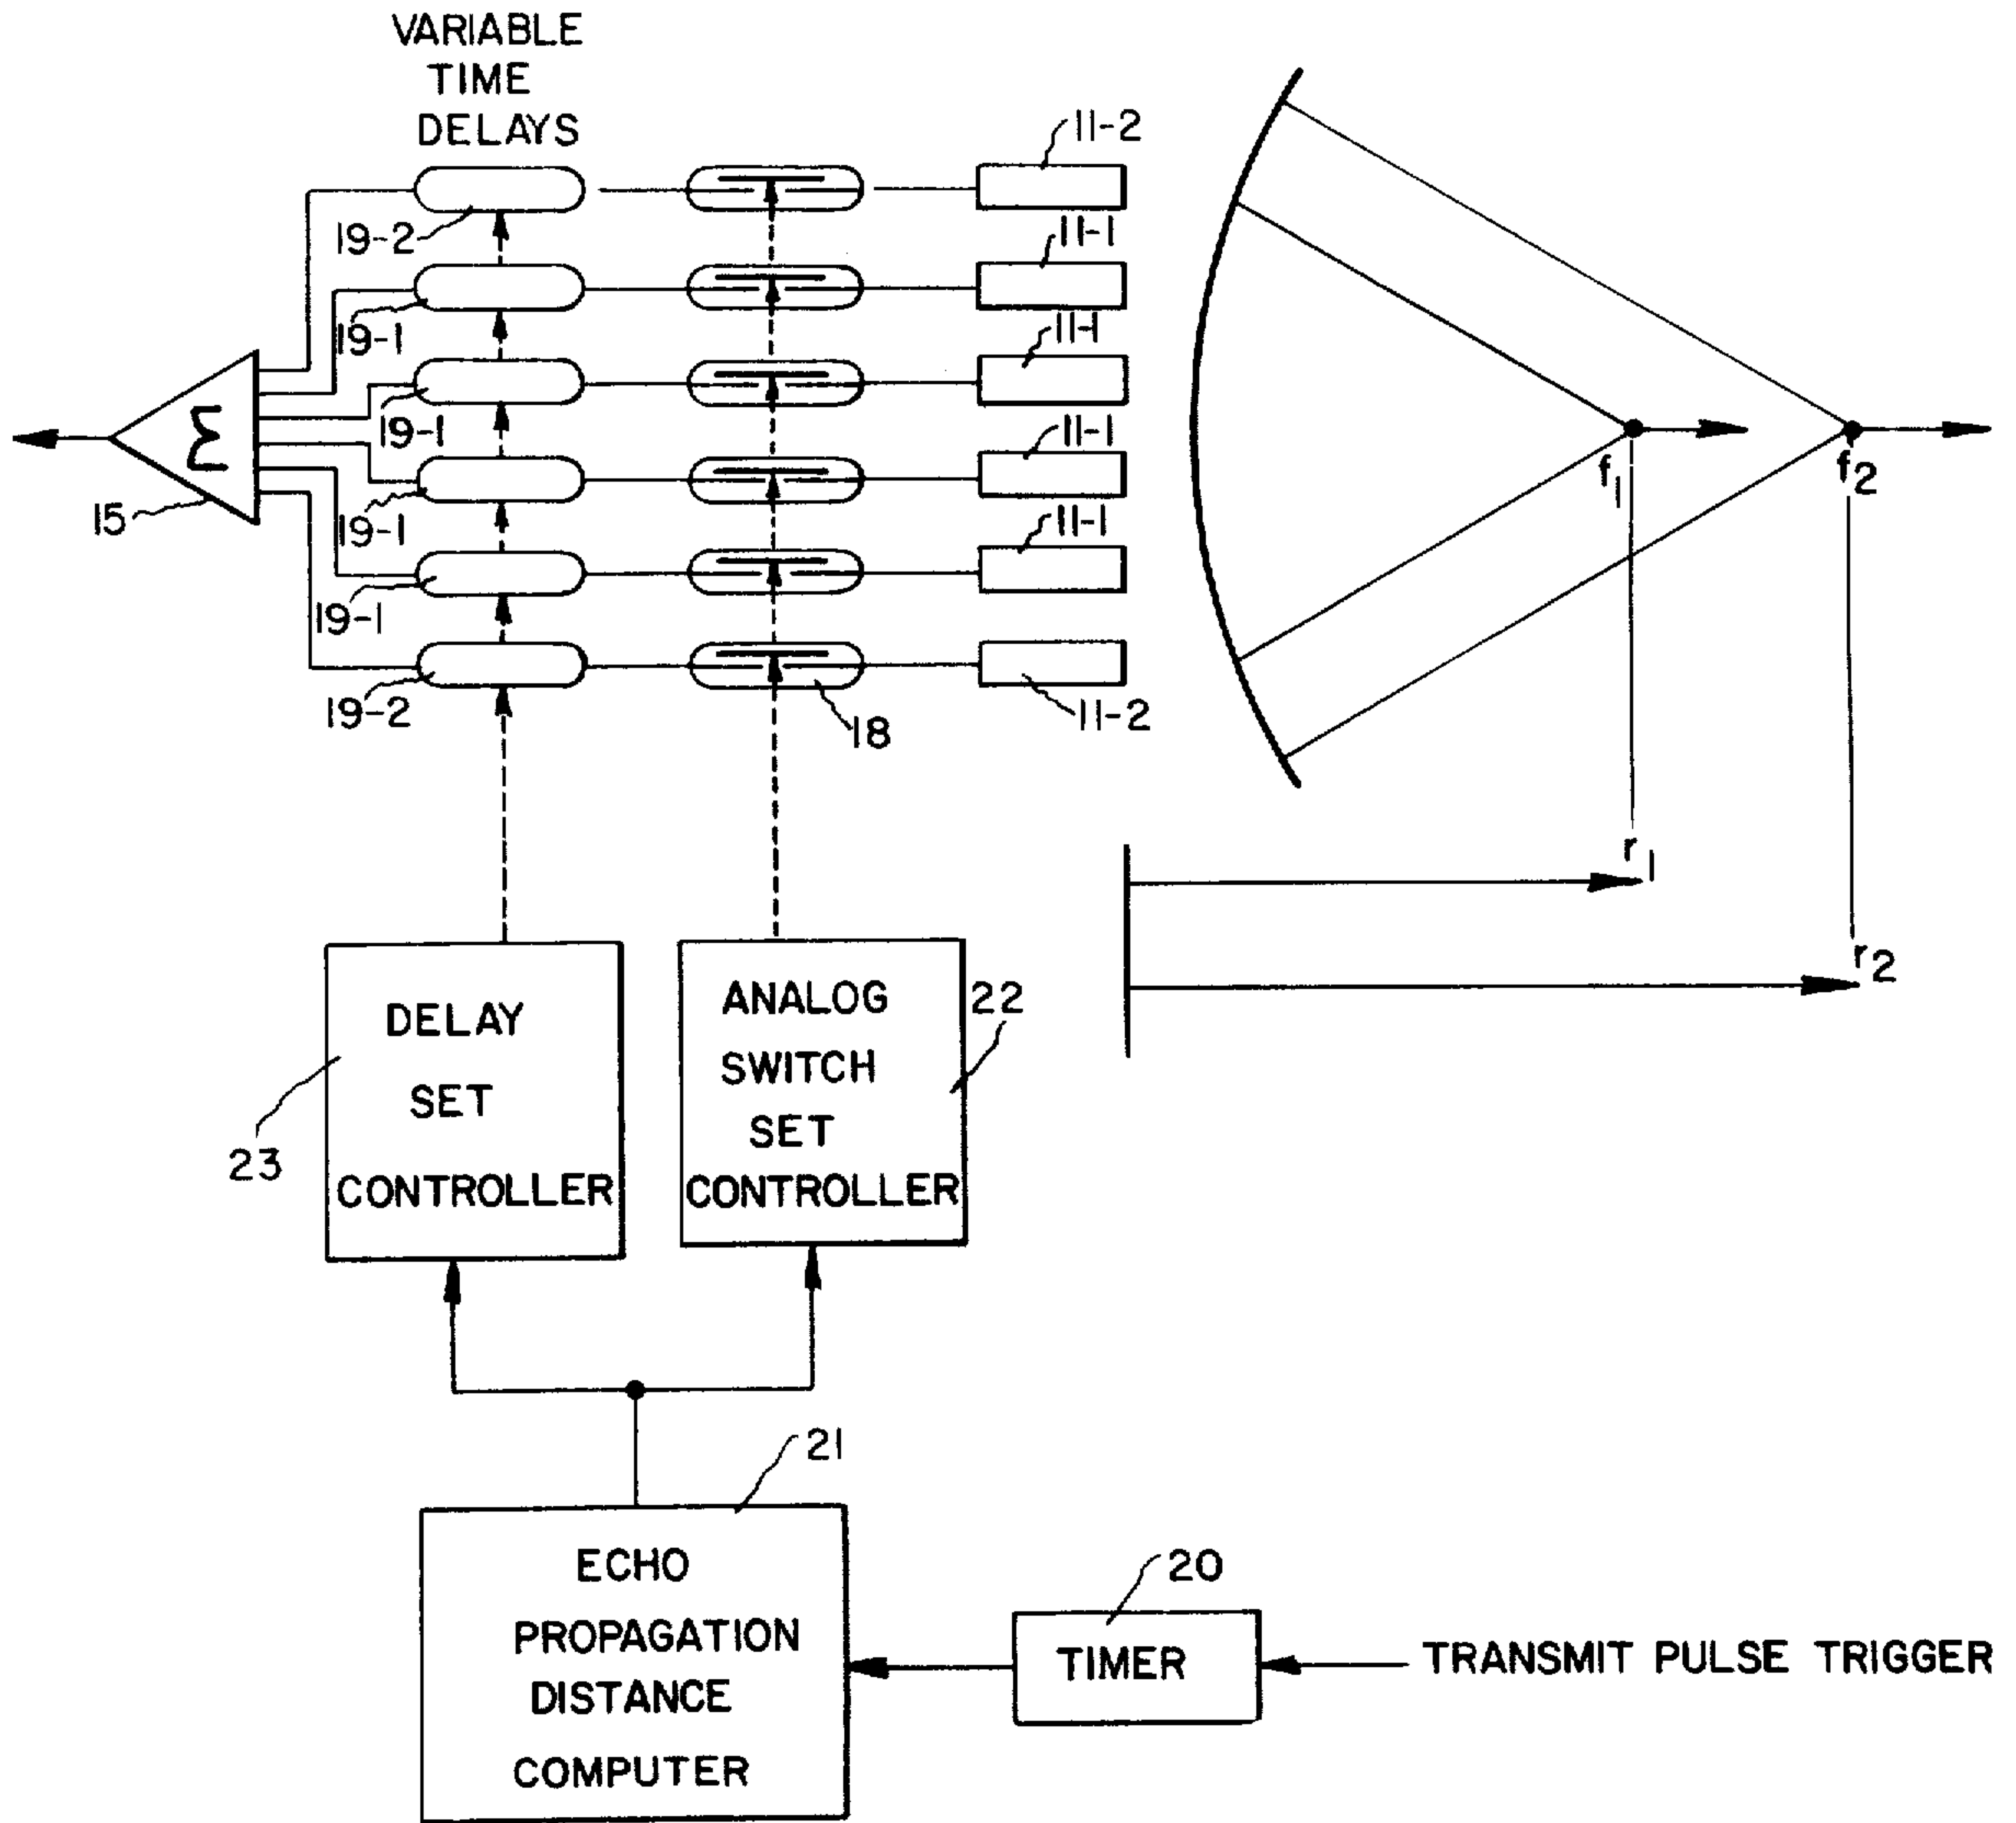 VARIABLE
TIME
DELAYS
11-2
19-2
11-1
19-1
11-1
19-1
Σ
11-1
15
19-1
11-1
19-1
11-2
19-2
18
f1
f2
r1
r2
DELAY
SET
CONTROLLER
23
ANALOG
SWITCH
SET
CONTROLLER
22
21
ECHO
PROPAGATION
DISTANCE
COMPUTER
20
TIMER
TRANSMIT PULSE TRIGGER